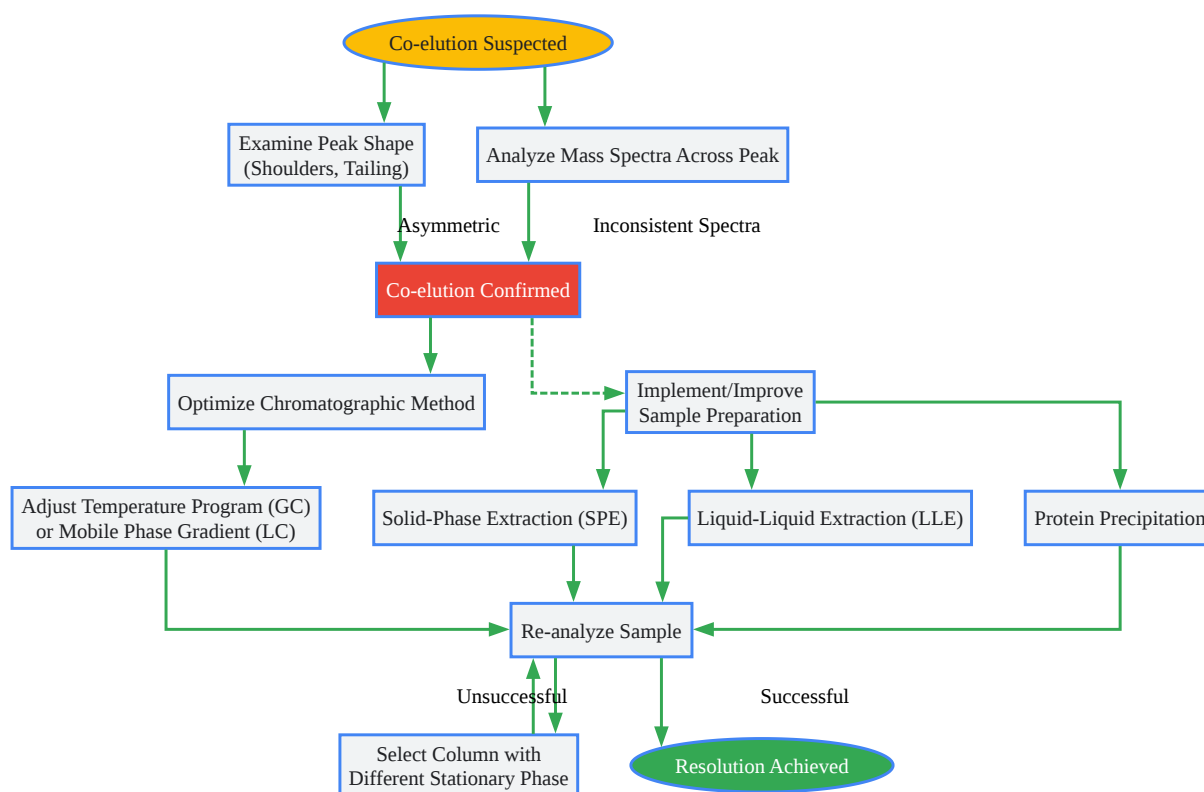 Co-elution Suspected
Examine Peak Shape
(Shoulders, Tailing)
Analyze Mass Spectra Across Peak
Asymmetric
Inconsistent Spectra
Co-elution Confirmed
Optimize Chromatographic Method
Implement/Improve
Sample Preparation
Adjust Temperature Program (GC)
or Mobile Phase Gradient (LC)
Solid-Phase Extraction (SPE)
Liquid-Liquid Extraction (LLE)
Protein Precipitation
Re-analyze Sample
Unsuccessful
Successful
Select Column with
Different Stationary Phase
Resolution Achieved